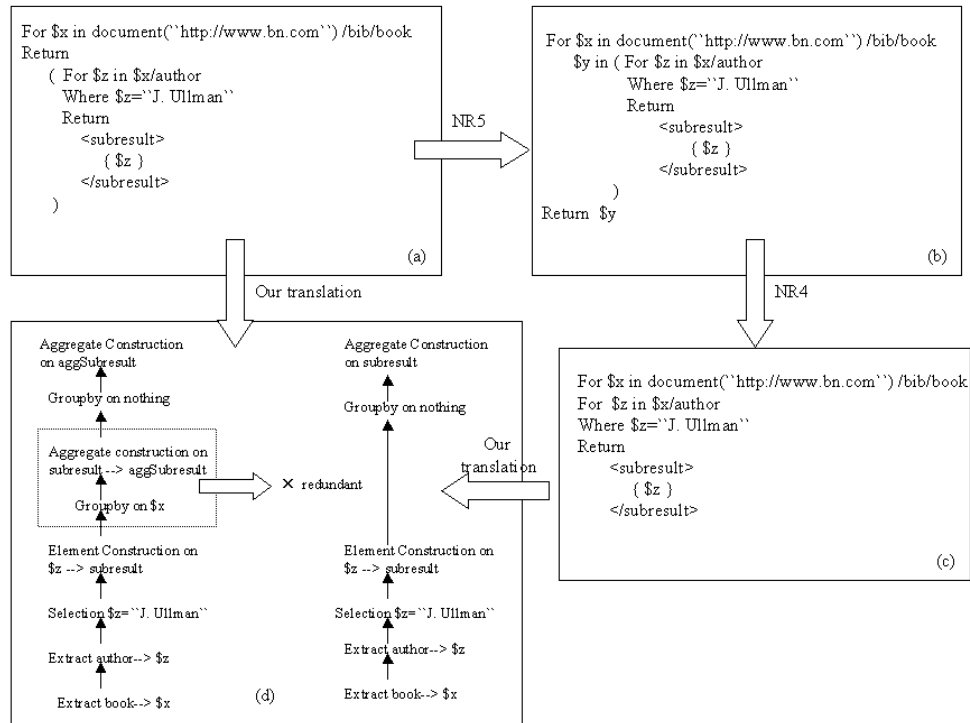 For $x in document(``http://www.bn.com``) /bib/book
Return
( For $z in $x/author
Where $z=``J. Ullman``
Return
<subresult>
{ $z }
</subresult>
)
(a)
NR5
For $x in document(``http://www.bn.com``) /bib/book
$y in ( For $z in $x/author
Where $z=``J. Ullman``
Return
<subresult>
{ $z }
</subresult>
)
Return $y
(b)
Our translation
NR4
Aggregate Construction
on aggSubresult
Groupby on nothing
Aggregate construction on
subresult --> aggSubresult
Groupby on $x
Element Construction on
$z --> subresult
Selection $z=``J. Ullman``
Extract author--> $z
Extract book--> $x
× redundant
Aggregate Construction
on subresult
Groupby on nothing
Element Construction on
$z --> subresult
Selection $z=``J. Ullman``
Extract author--> $z
Extract book--> $x
(d)
Our
translation
For $x in document(``http://www.bn.com``) /bib/book
For $z in $x/author
Where $z=``J. Ullman``
Return
<subresult>
{ $z }
</subresult>
(c)